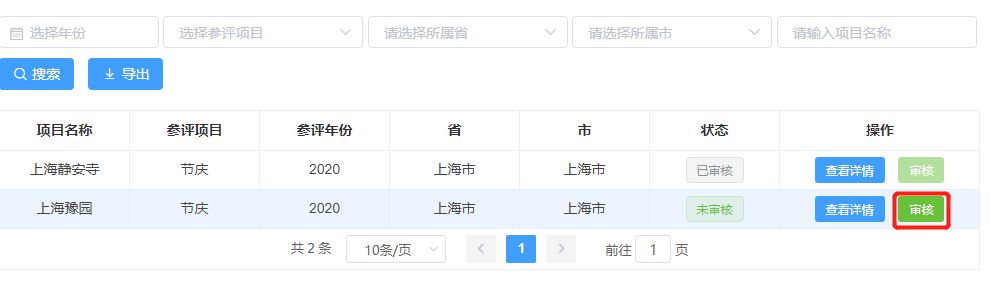 选择年份 选择参评项目 请选择所属省 请选择所属市 请输入项目名称
搜索 导出
项目名称 参评项目 参评年份 省 市 状态 操作
上海静安寺 节庆 2020 上海市 上海市 已审核 查看详情 审核
上海豫园 节庆 2020 上海市 上海市 未审核 查看详情 审核
共 2 条 10条/页 1 前往 1 页